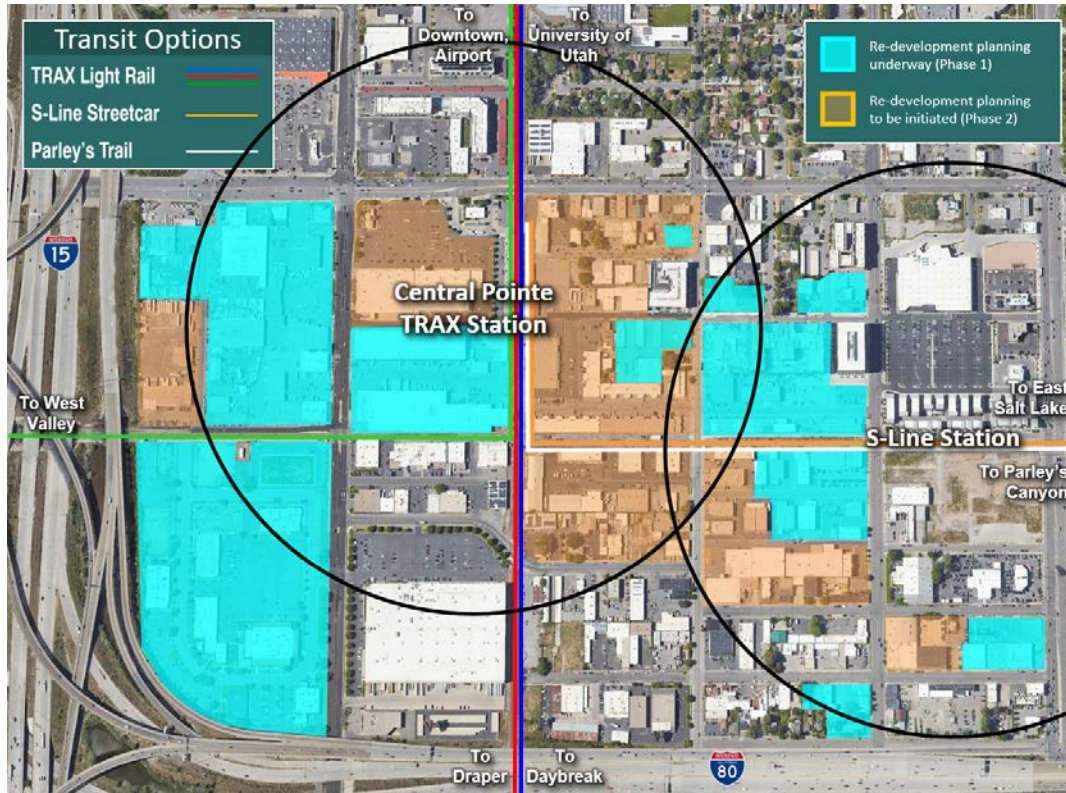 Transit Options
TRAX Light Rail
S-Line Streetcar
Parley's Trail
To
Downtown,
Airport
To
University of
Utah
Re-development planning
underway (Phase 1)
Re-development planning
to be initiated (Phase 2)
INTERSTATE
15
Central Pointe
TRAX Station
To West
Valley
To East
Salt Lake
S-Line Station
To Parley's
Canyon
To
Draper
To
Daybreak
INTERSTATE
80